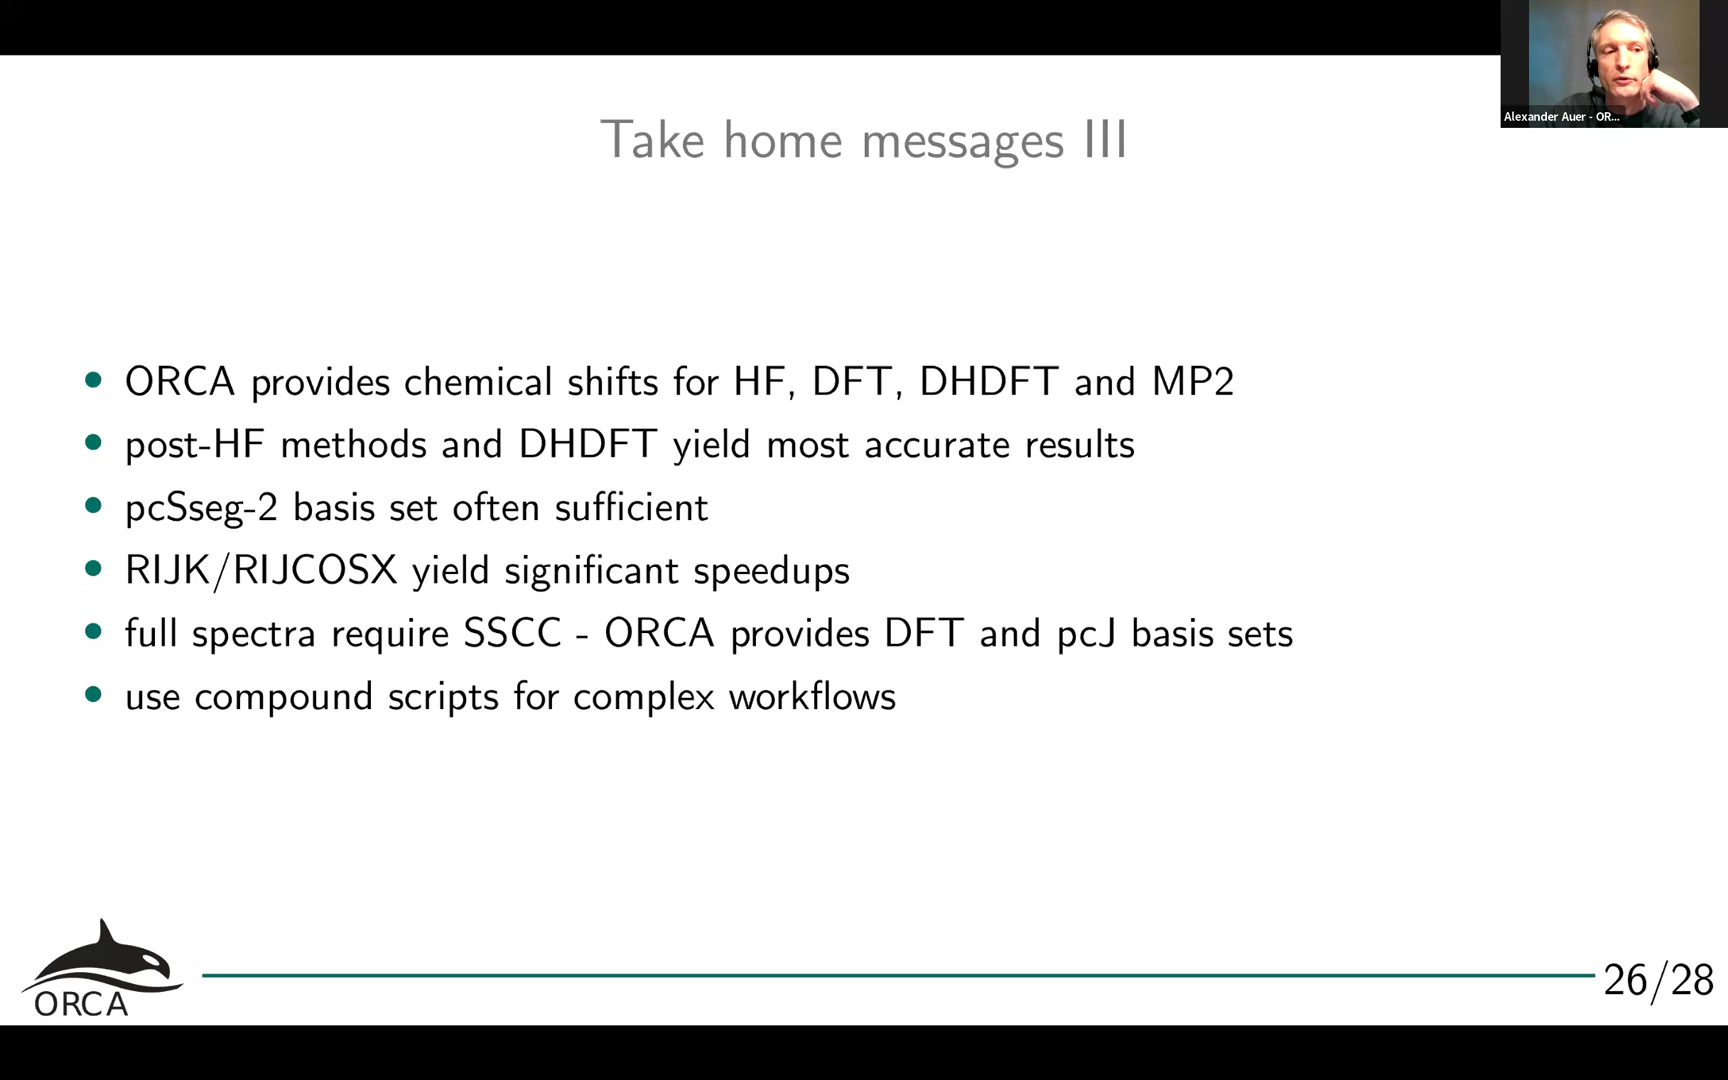 Alexander Auer - OR...
Take home messages III
• ORCA provides chemical shifts for HF, DFT, DHDFT and MP2
• post-HF methods and DHDFT yield most accurate results
• pcSseg-2 basis set often sufficient
• RIJK/RIJCOSX yield significant speedups
• full spectra require SSCC - ORCA provides DFT and pcJ basis sets
• use compound scripts for complex workflows
ORCA
26/28